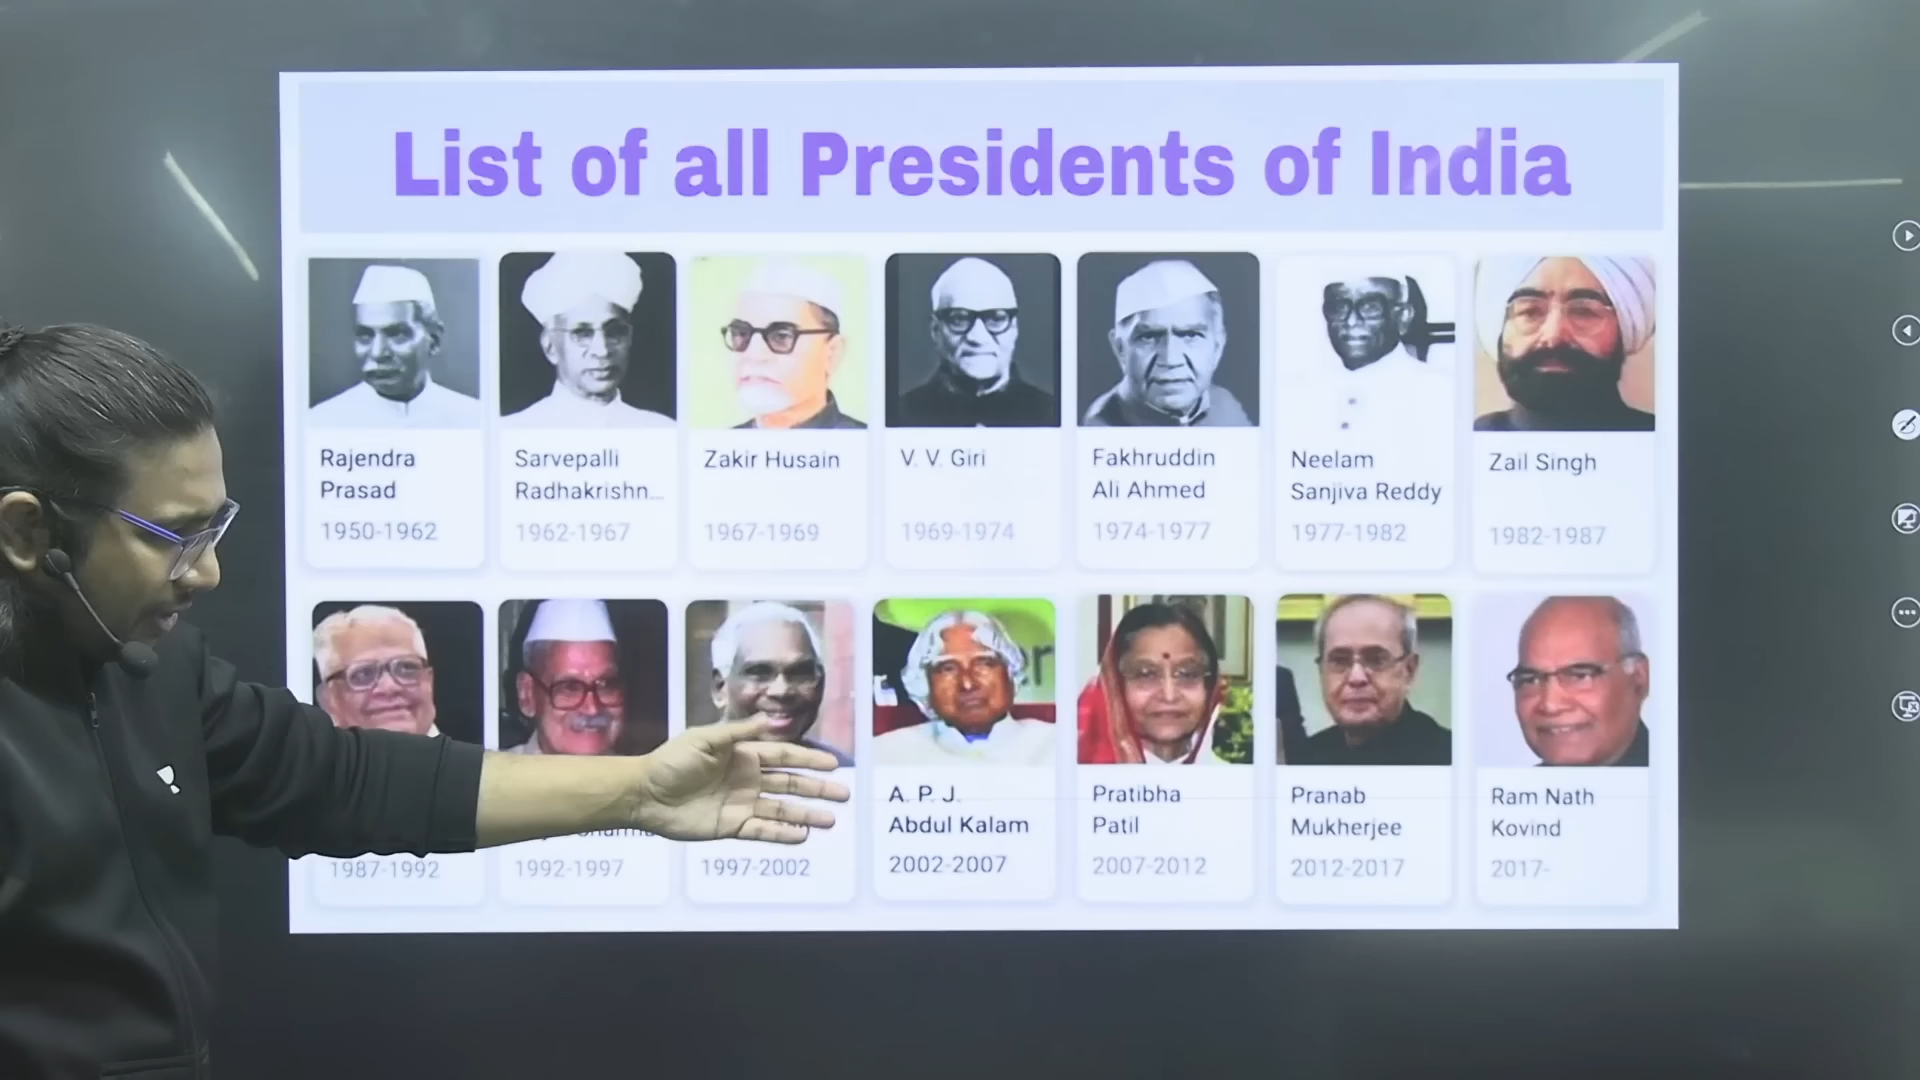 List of all Presidents of India
Rajendra
Prasad
1950-1962
Sarvepalli
Radhakrishn...
1962-1967
Zakir Husain
1967-1969
V. V. Giri
1969-1974
Fakhruddin
Ali Ahmed
1974-1977
Neelam
Sanjiva Reddy
1977-1982
Zail Singh
1982-1987
1987-1992
1992-1997
1997-2002
A. P. J.
Abdul Kalam
2002-2007
Pratibha
Patil
2007-2012
Pranab
Mukherjee
2012-2017
Ram Nath
Kovind
2017-